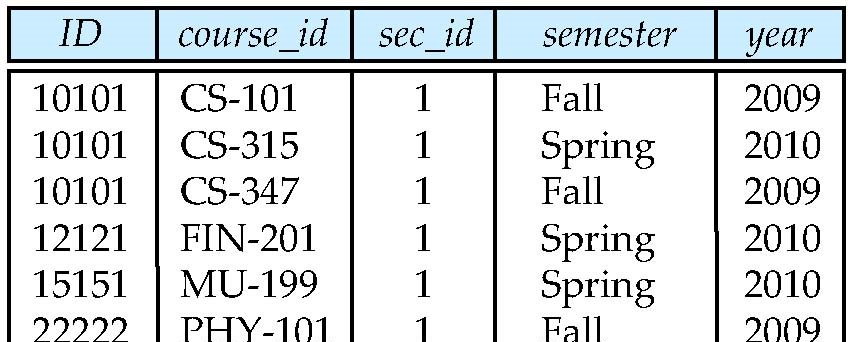 ID course_id sec_id semester year
10101 CS-101 1 Fall 2009
10101 CS-315 1 Spring 2010
10101 CS-347 1 Fall 2009
12121 FIN-201 1 Spring 2010
15151 MU-199 1 Spring 2010
22222 PHY-101 1 Fall 2009